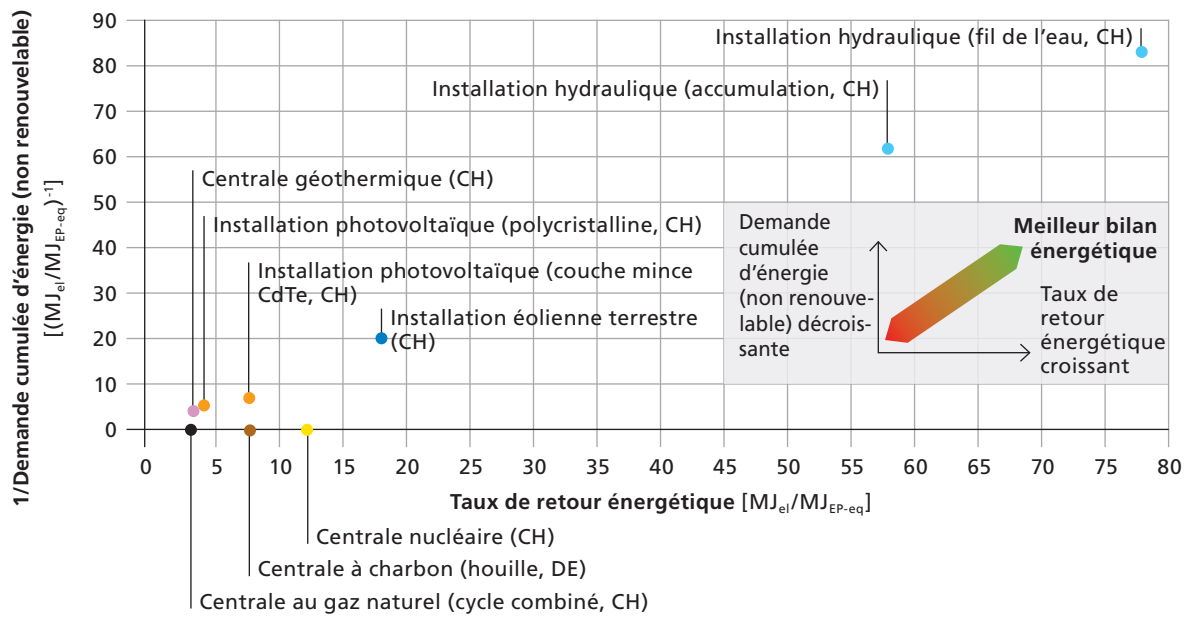 1/Demande cumulée d’énergie (non renouvelable)
[(MJel/MJEP-eq)-1]
90
80
70
60
50
40
30
20
10
0
Installation hydraulique (fil de l’eau, CH)
Installation hydraulique (accumulation, CH)
Centrale géothermique (CH)
Installation photovoltaïque (polycristalline, CH)
Installation photovoltaïque (couche mince
CdTe, CH)
Installation éolienne terrestre
(CH)
Demande
cumulée
d’énergie
(non renouve-
lable) décrois-
sante
Meilleur bilan
énergétique
Taux de
retour
énergétique
croissant
0 5 10 15 20 25 30 35 40 45 50 55 60 65 70 75 80
Taux de retour énergétique [MJel/MJEP-eq]
Centrale nucléaire (CH)
Centrale à charbon (houille, DE)
Centrale au gaz naturel (cycle combiné, CH)